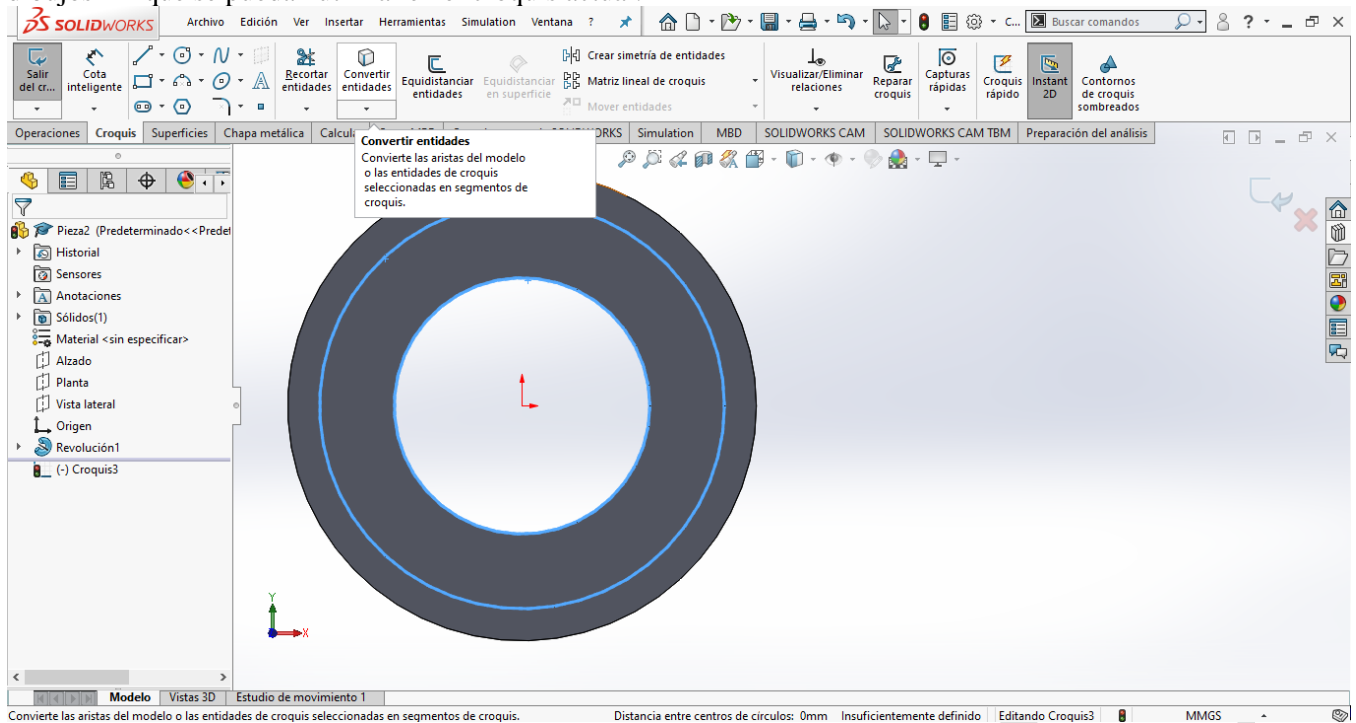 SOLIDWORKS
Archivo Edición Ver Insertar Herramientas Simulation Ventana ?
C...
Buscar comandos
?
Salir del cr...
Cota inteligente
Recortar entidades
Convertir entidades
Equidistanciar entidades
Equidistanciar en superficie
Crear simetría de entidades
Matriz lineal de croquis
Mover entidades
Visualizar/Eliminar relaciones
Reparar croquis
Capturas rápidas
Croquis rápido
Instant 2D
Contornos de croquis sombreados
Operaciones Croquis Superficies Chapa metálica Simulation MBD SOLIDWORKS CAM SOLIDWORKS CAM TBM Preparación del análisis
Convertir entidades
Convierte las aristas del modelo
o las entidades de croquis
seleccionadas en segmentos de
croquis.
Pieza2 (Predeterminado<<Predet
Historial
Sensores
Anotaciones
Sólidos(1)
Material <sin especificar>
Alzado
Planta
Vista lateral
Origen
Revolución1
(-) Croquis3
Y
X
Modelo Vistas 3D Estudio de movimiento 1
Convierte las aristas del modelo o las entidades de croquis seleccionadas en segmentos de croquis. Distancia entre centros de círculos: 0mm Insuficientemente definido Editando Croquis3 MMGS